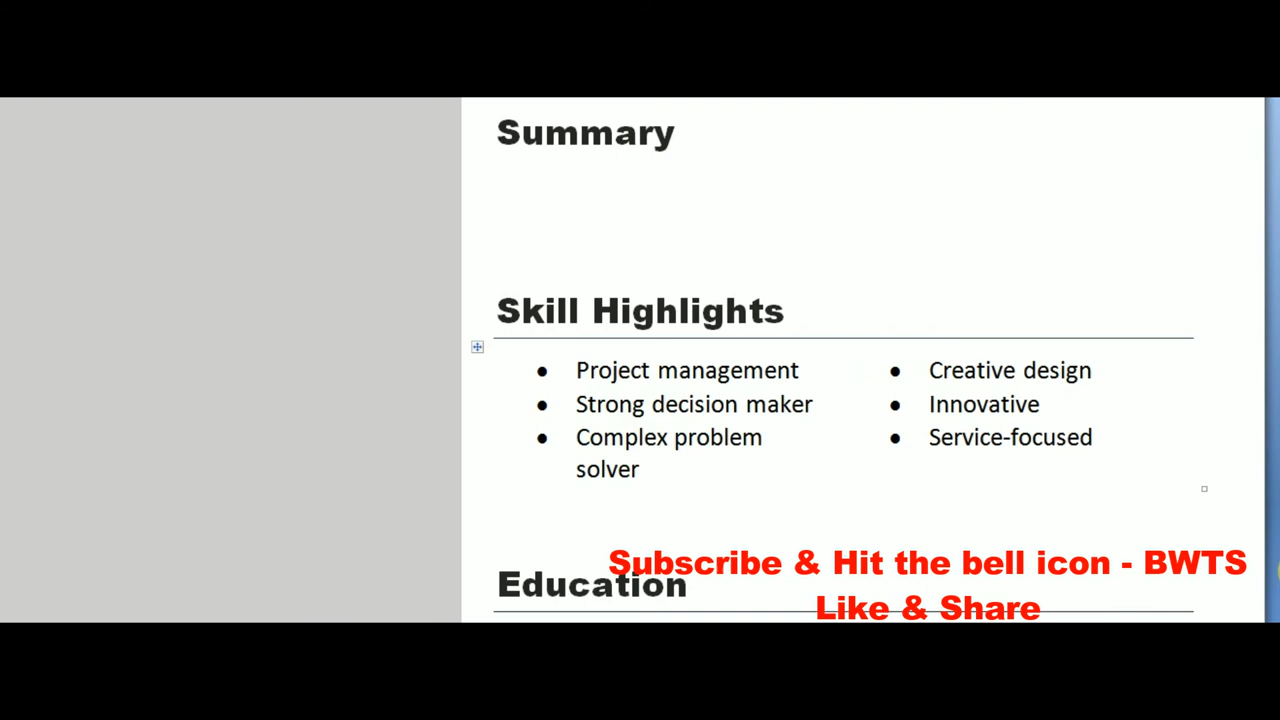 Summary
Skill Highlights
● Project management
● Strong decision maker
● Complex problem
solver
● Creative design
● Innovative
● Service-focused
Subscribe & Hit the bell icon - BWTS
Education
Like & Share